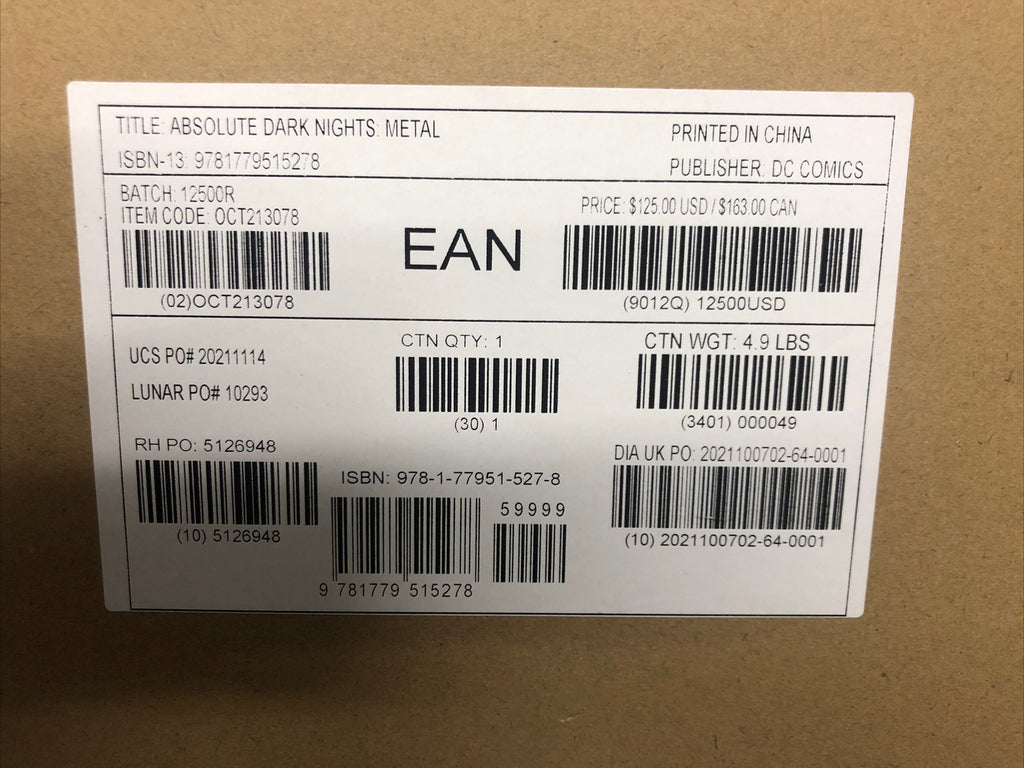 TITLE: ABSOLUTE DARK NIGHTS: METAL
PRINTED IN CHINA
ISBN-13: 9781779515278
PUBLISHER: DC COMICS
BATCH: 12500R
ITEM CODE: OCT213078
(02)OCT213078
EAN
PRICE: $125.00 USD / $163.00 CAN
(9012Q) 12500USD
UCS PO# 20211114
LUNAR PO# 10293
CTN QTY: 1
(30) 1
CTN WGT: 4.9 LBS
(3401) 000049
RH PO: 5126948
(10) 5126948
ISBN: 978-1-77951-527-8
59999
9 781779 515278
DIA UK PO: 2021100702-64-0001
(10) 2021100702-64-0001